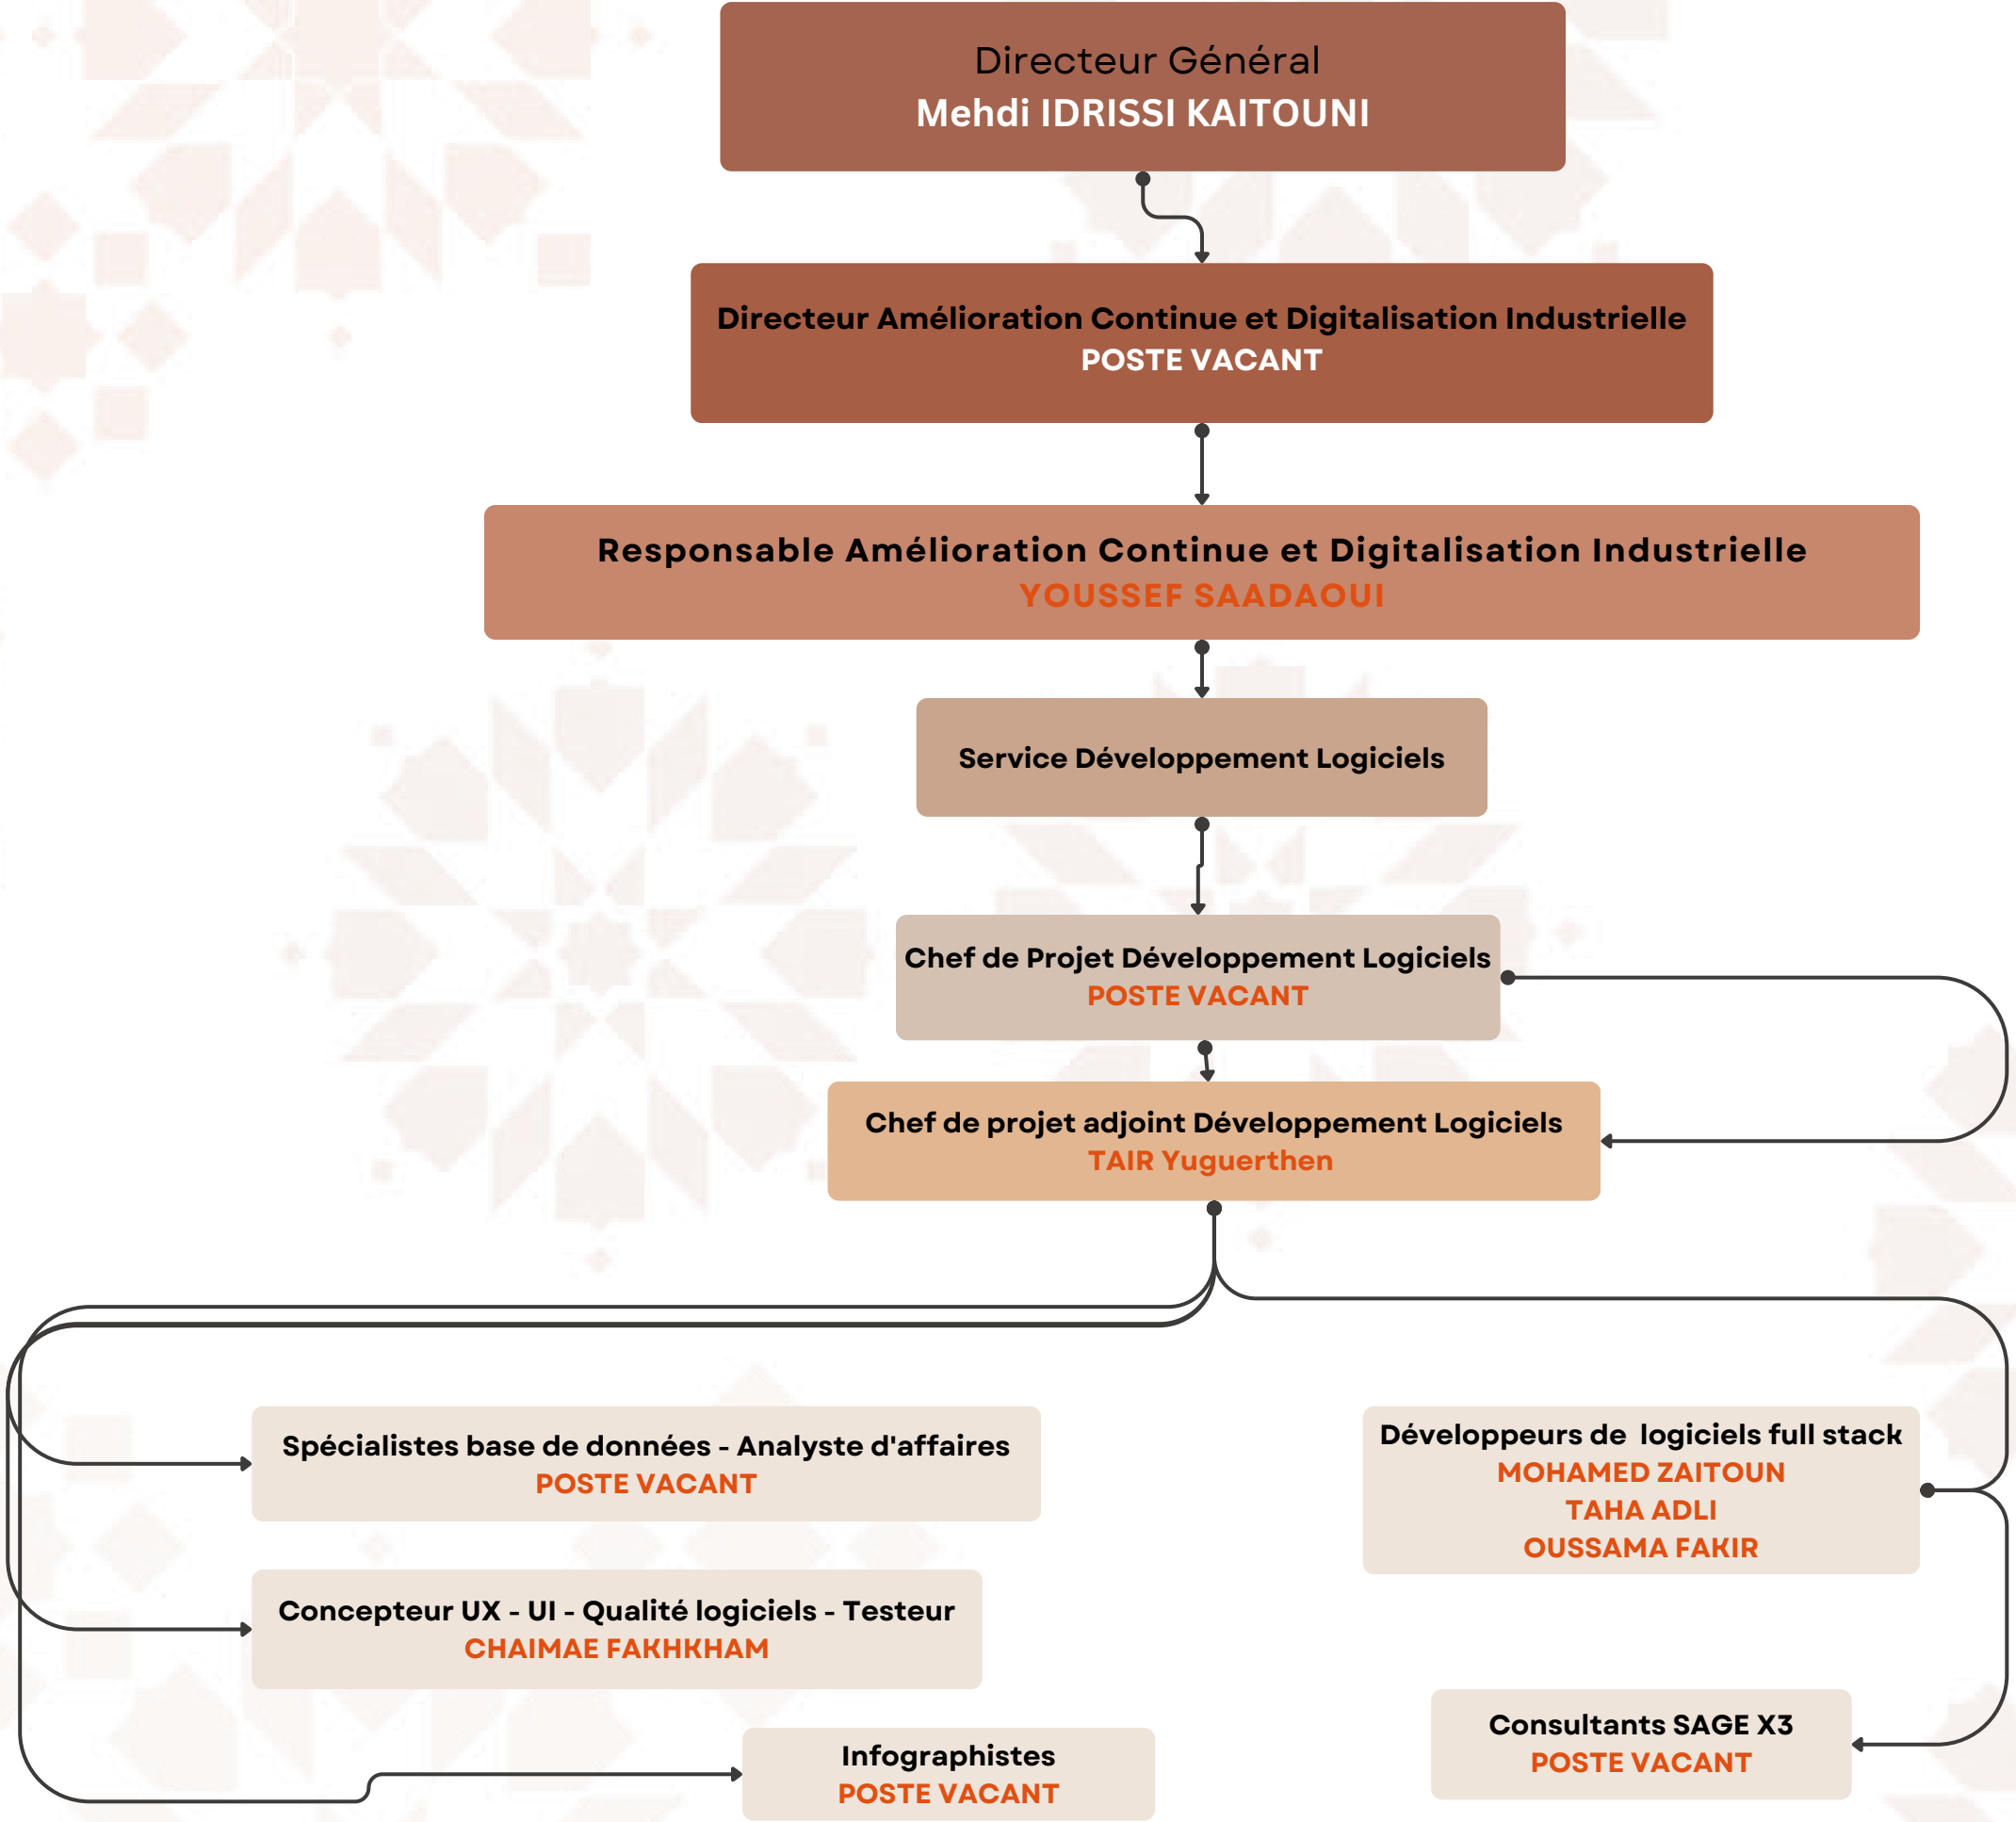 Directeur Général
Mehdi IDRISSI KAITOUNI
Directeur Amélioration Continue et Digitalisation Industrielle
POSTE VACANT
Responsable Amélioration Continue et Digitalisation Industrielle
YOUSSEF SAADAOUI
Service Développement Logiciels
Chef de Projet Développement Logiciels
POSTE VACANT
Chef de projet adjoint Développement Logiciels
TAIR Yuguerthen
Spécialistes base de données - Analyste d'affaires
POSTE VACANT
Développeurs de logiciels full stack
MOHAMED ZAITOUN
TAHA ADLI
OUSSAMA FAKIR
Concepteur UX - UI - Qualité logiciels - Testeur
CHAIMAE FAKHKHAM
Consultants SAGE X3
POSTE VACANT
Infographistes
POSTE VACANT